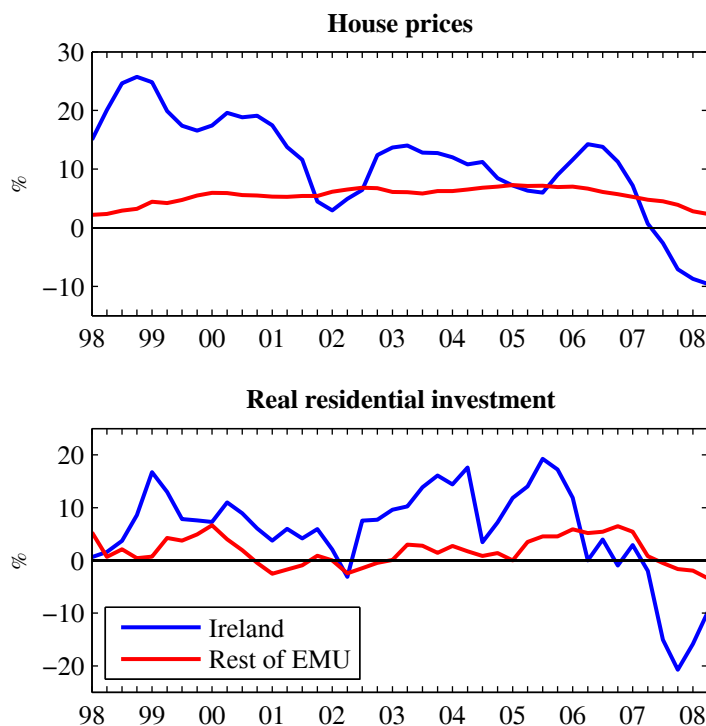 House prices
30
20
10
0
−10
%
98 99 00 01 02 03 04 05 06 07 08
Real residential investment
20
10
0
−10
−20
%
Ireland
Rest of EMU
98 99 00 01 02 03 04 05 06 07 08